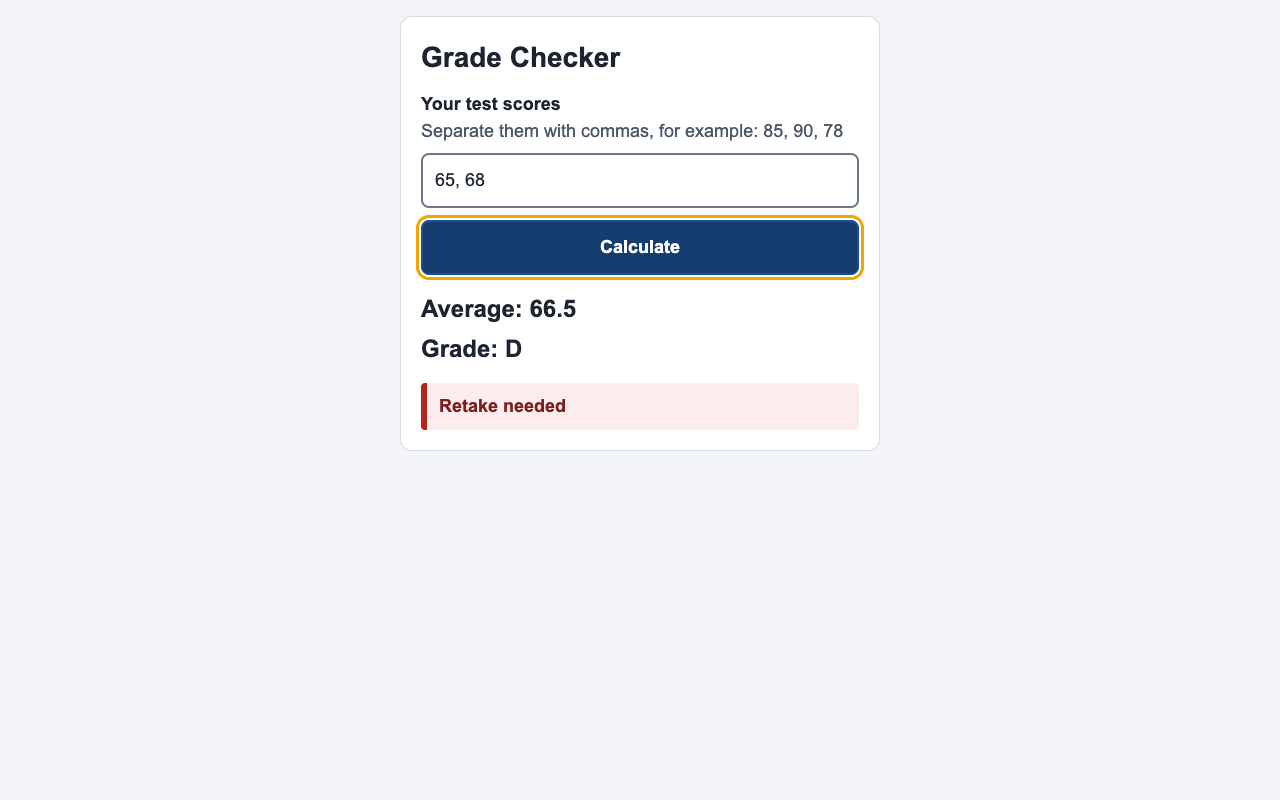 Grade Checker
Your test scores
Separate them with commas, for example: 85, 90, 78
65, 68
Calculate
Average: 66.5
Grade: D
Retake needed